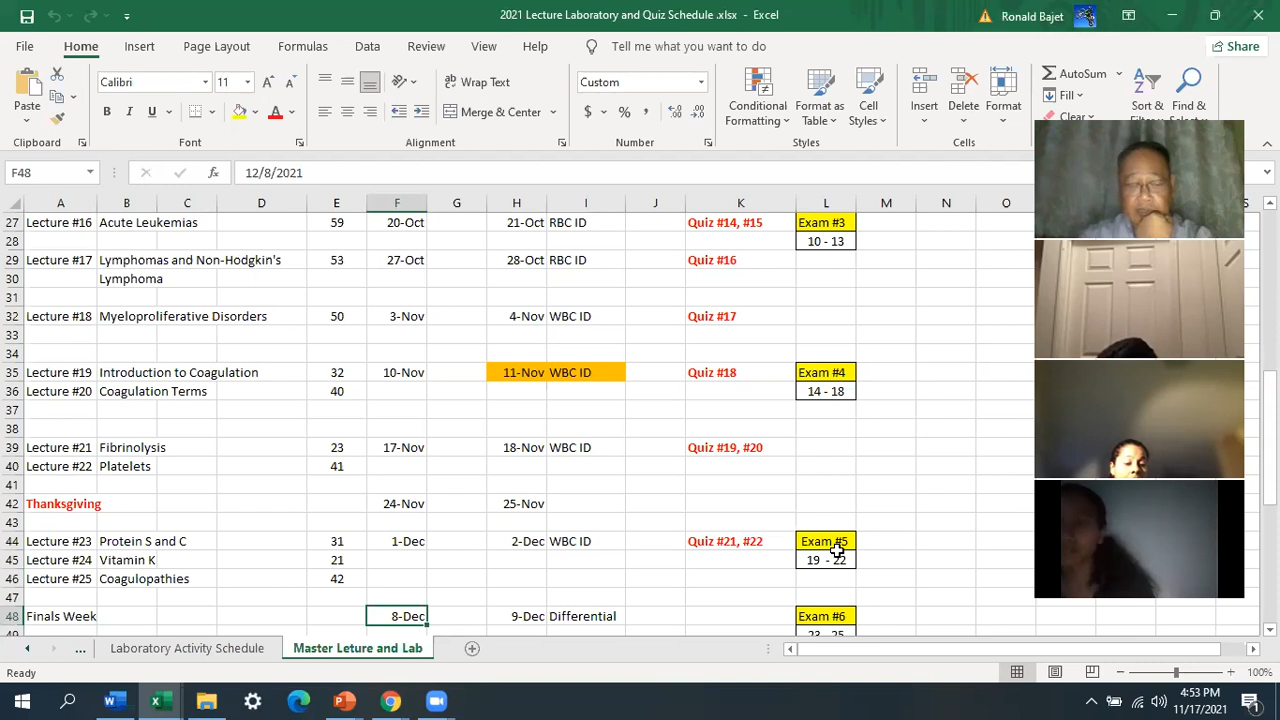 2021 Lecture Laboratory and Quiz Schedule .xlsx - Excel
Ronald Bajet
File Home Insert Page Layout Formulas Data Review View Help Tell me what you want to do Share
Paste
Calibri 11
Wrap Text
Custom
Conditional Formatting
Format as Table
Cell Styles
Insert Delete Format
AutoSum
Fill
Clear
Sort &
Find &
B I U
Merge & Center
$ % ,
Clipboard Font Alignment Number Styles Cells
F48 fx 12/8/2021
A B C D E F G H I J K L M N O S
27 Lecture #16 Acute Leukemias 59 20-Oct 21-Oct RBC ID Quiz #14, #15 Exam #3
28 10 - 13
29 Lecture #17 Lymphomas and Non-Hodgkin's 53 27-Oct 28-Oct RBC ID Quiz #16
30 Lymphoma
31
32 Lecture #18 Myeloproliferative Disorders 50 3-Nov 4-Nov WBC ID Quiz #17
33
34
35 Lecture #19 Introduction to Coagulation 32 10-Nov 11-Nov WBC ID Quiz #18 Exam #4
36 Lecture #20 Coagulation Terms 40 14 - 18
37
38
39 Lecture #21 Fibrinolysis 23 17-Nov 18-Nov WBC ID Quiz #19, #20
40 Lecture #22 Platelets 41
41
42 Thanksgiving 24-Nov 25-Nov
43
44 Lecture #23 Protein S and C 31 1-Dec 2-Dec WBC ID Quiz #21, #22 Exam #5
45 Lecture #24 Vitamin K 21 19 - 22
46 Lecture #25 Coagulopathies 42
47
48 Finals Week 8-Dec 9-Dec Differential Exam #6
49 23 - 25
... Laboratory Activity Schedule Master Leture and Lab
Ready 100%
4:53 PM
11/17/2021